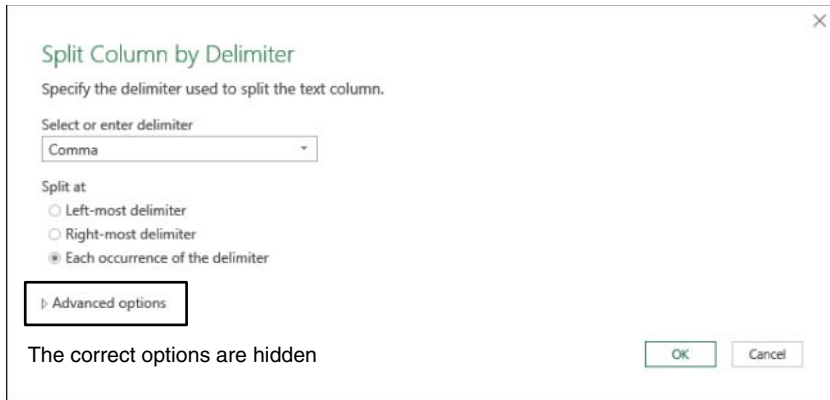 Split Column by Delimiter
Specify the delimiter used to split the text column.
Select or enter delimiter
Comma
Split at
Left-most delimiter
Right-most delimiter
Each occurrence of the delimiter
Advanced options
The correct options are hidden
OK Cancel